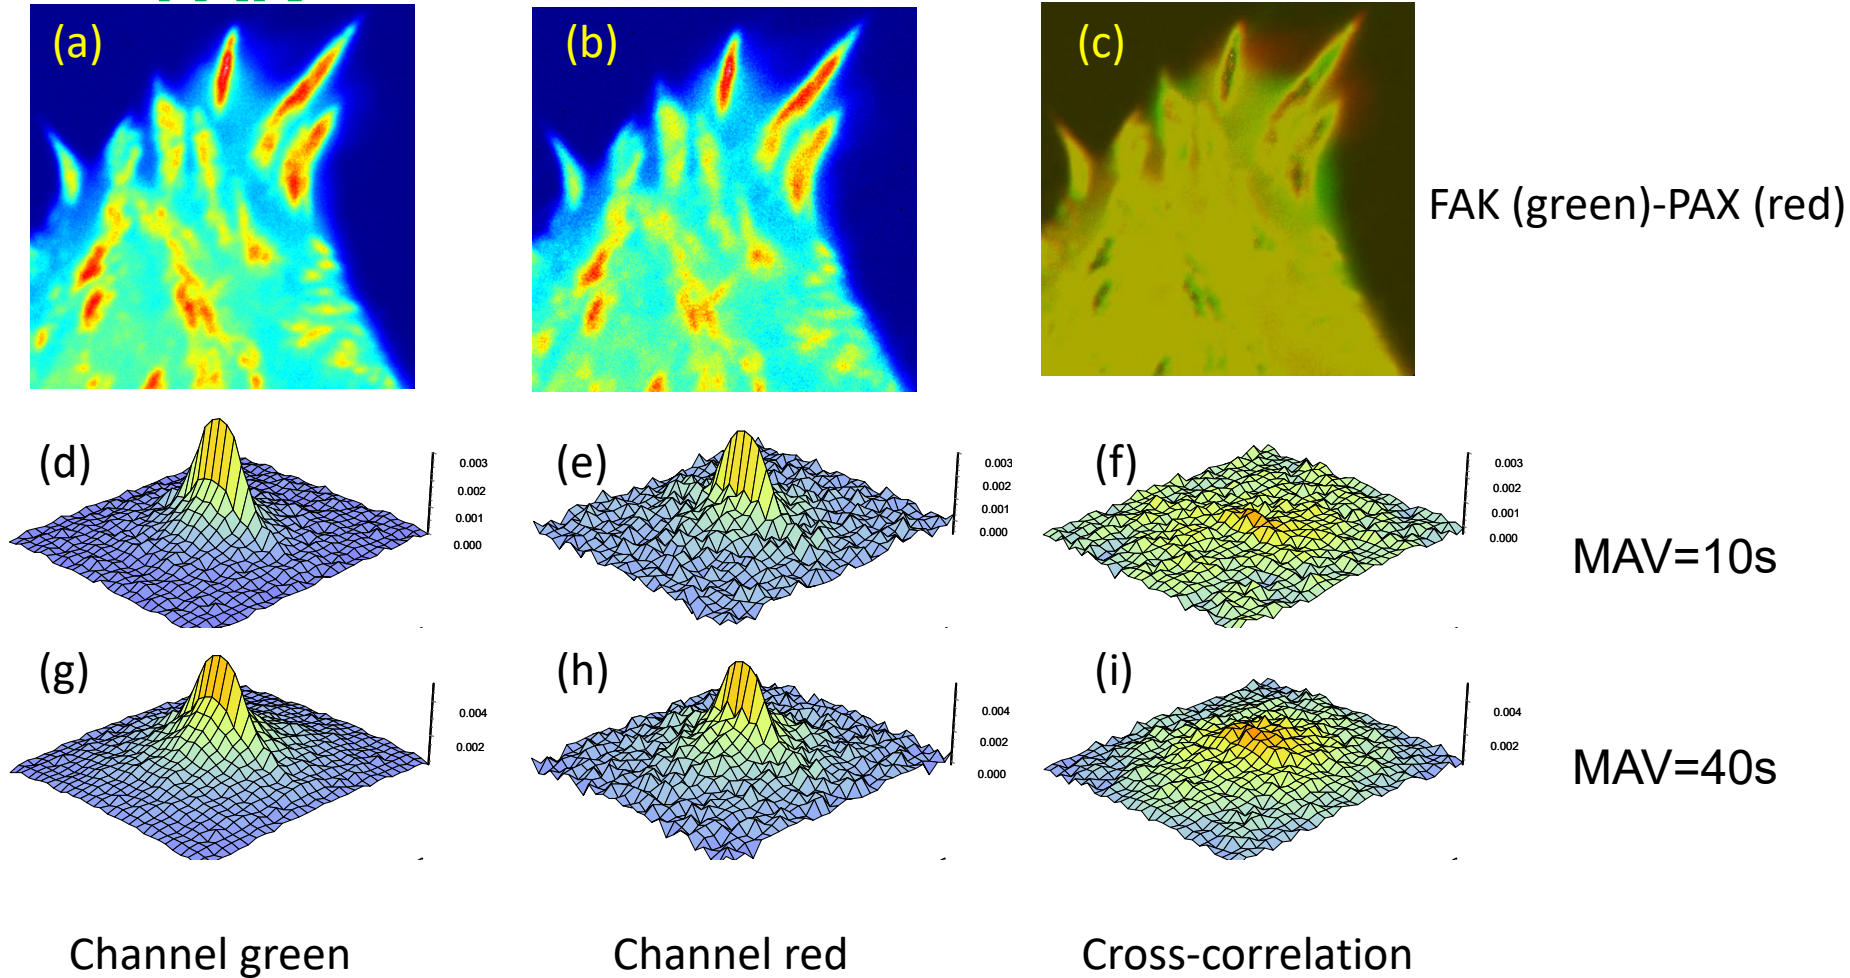 (a)
(b)
(c)
FAK (green)-PAX (red)
(d)
0.003
0.002
0.001
0.000
(e)
0.003
0.002
0.001
0.000
(f)
0.003
0.002
0.001
0.000
MAV=10s
(g)
0.004
0.002
(h)
0.004
0.002
0.000
(i)
0.004
0.002
MAV=40s
Channel green
Channel red
Cross-correlation